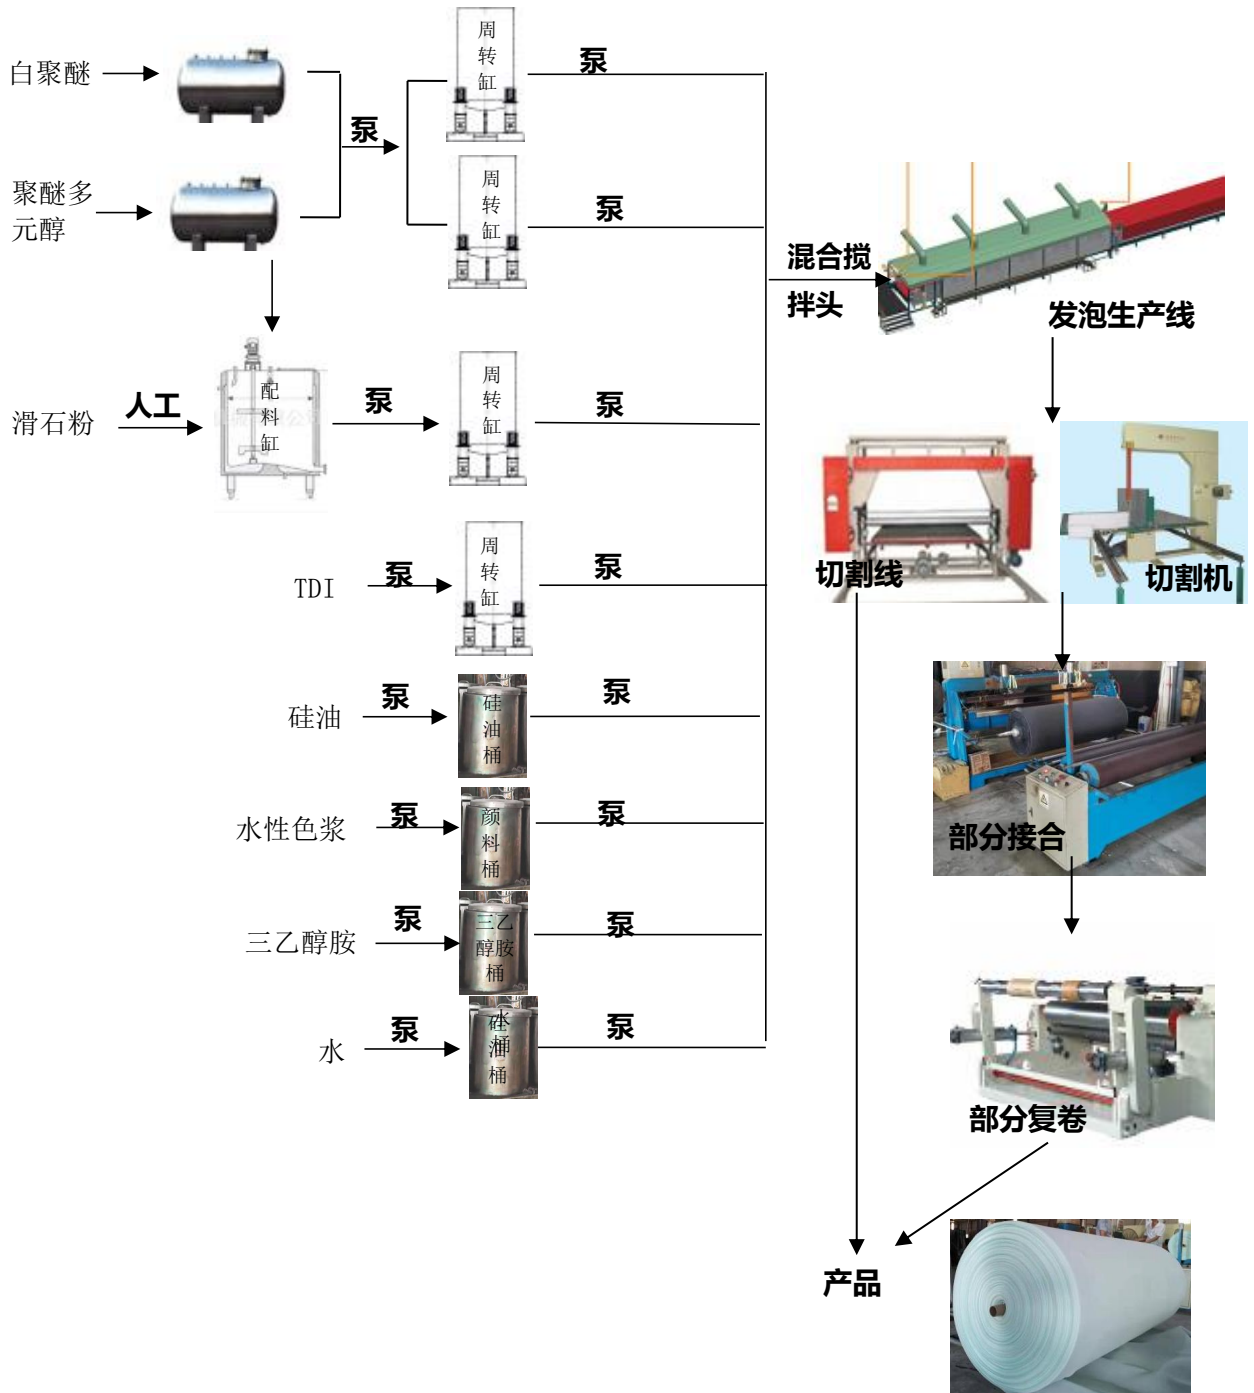 白聚醚
周
转
缸
泵
泵
聚醚多
元醇
周
转
缸
泵
混合搅
拌头
发泡生产线
滑石粉
人工
配
料
缸
泵
周
转
缸
泵
切割线
切割机
TDI
泵
周
转
缸
泵
硅油
泵
硅
油
桶
泵
部分接合
水性色浆
泵
颜
料
桶
泵
三乙醇胺
泵
三乙
醇胺
桶
泵
水
泵
水
桶
硅
油
桶
泵
部分复卷
产品